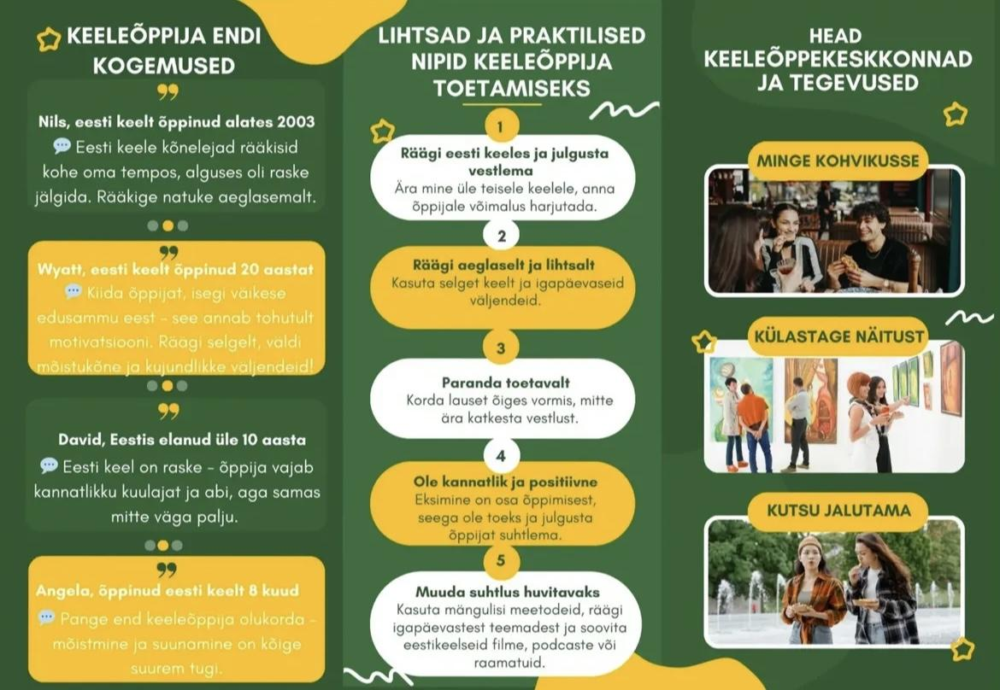 KEELEÕPPIJA ENDI
KOGEMUSED
Nils, eesti keelt õppinud alates 2003
💬 Eesti keele kõnelejad rääkisid
kohe oma tempos, alguses oli raske
jälgida. Rääkige natuke aeglasemalt.
Wyatt, eesti keelt õppinud 20 aastat
💬 Kiida õppijat, isegi väikese
edusammu eest - see annab tohutult
motivatsiooni. Räägi selgelt, väldi
mõistukõne ja kujundlikke väljendeid!
David, Eestis elanud üle 10 aasta
💬 Eesti keel on raske - õppija vajab
kannatlikku kuulajat ja abi, aga samas
mitte väga palju.
Angela, õppinud eesti keelt 8 kuud
💬 Pange end keeleõppija olukorda -
mõistmine ja suunamine on kõige
suurem tugi.
LIHTSAD JA PRAKTILISED
NIPID KEELEÕPPIJA
TOETAMISEKS
1
Räägi eesti keeles ja julgusta
vestlema
Ära mine üle teisele keelele, anna
õppijale võimalus harjutada.
2
Räägi aeglaselt ja lihtsalt
Kasuta selget keelt ja igapäevaseid
väljendeid.
3
Paranda toetavalt
Korda lauset õiges vormis, mitte
ära katkesta vestlust.
4
Ole kannatlik ja positiivne
Eksimine on osa õppimisest,
seega ole toeks ja julgusta
õppijat suhtlema.
5
Muuda suhtlus huvitavaks
Kasuta mängulisi meetodeid, räägi
igapäevastest teemadest ja soovita
eestikeelseid filme, podcaste või
raamatuid.
HEAD
KEELEÕPPEKESKKONNAD
JA TEGEVUSED
MINGE KOHVIKUSSE
KÜLASTAGE NÄITUST
KUTSU JALUTAMA